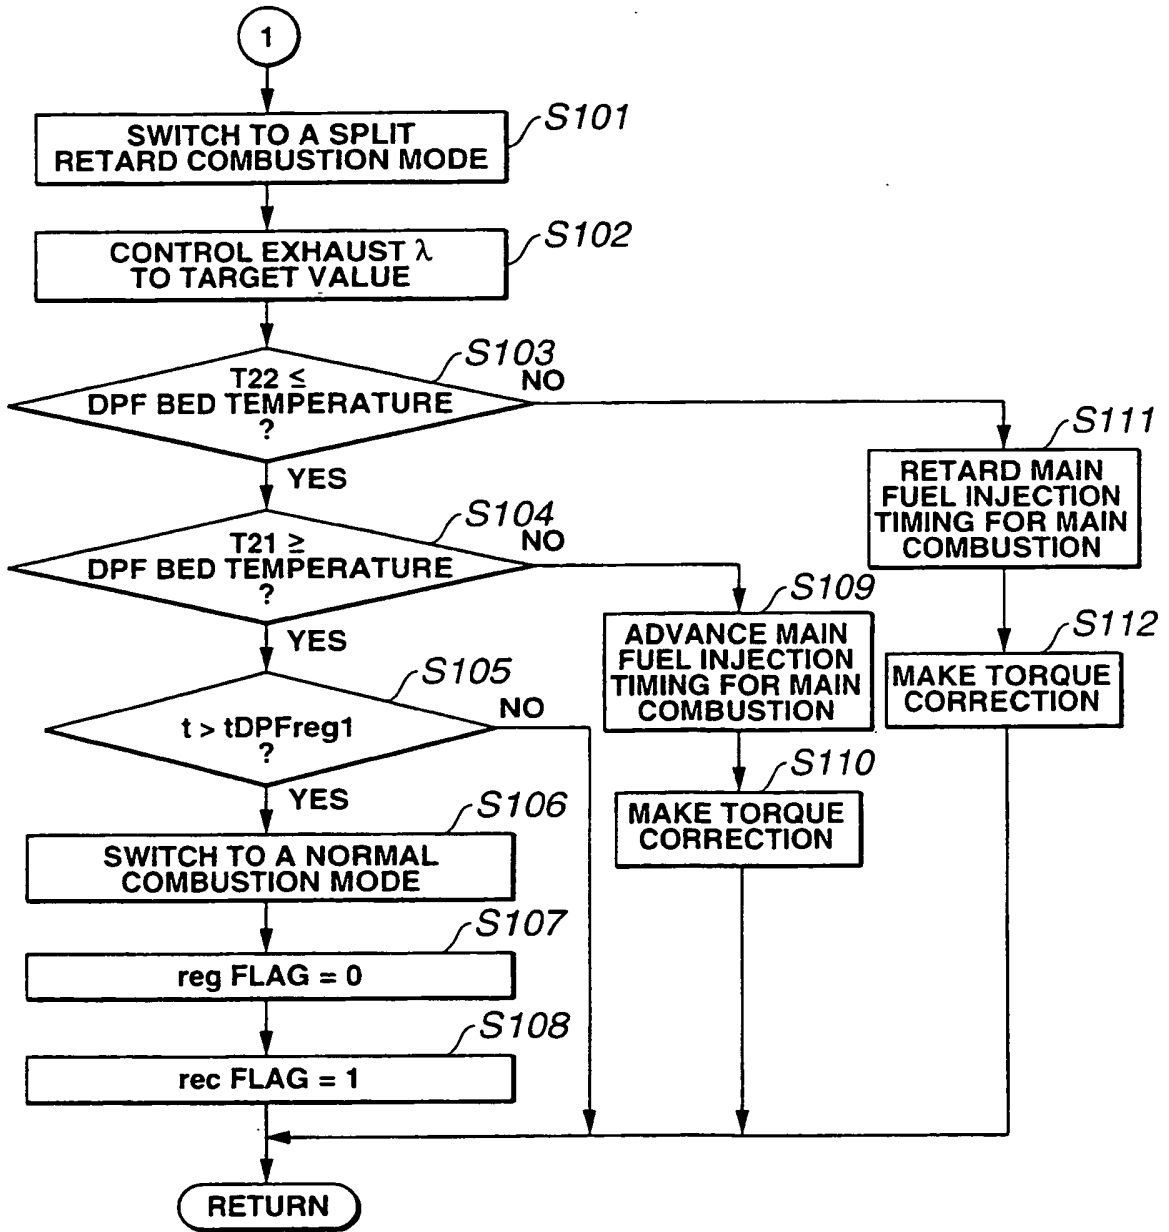 1
S101
SWITCH TO A SPLIT
RETARD COMBUSTION MODE
S102
CONTROL EXHAUST λ
TO TARGET VALUE
S103
T22 ≤
DPF BED TEMPERATURE
?
NO
YES
S111
RETARD MAIN
FUEL INJECTION
TIMING FOR MAIN
COMBUSTION
S104
T21 ≥
DPF BED TEMPERATURE
?
NO
YES
S109
ADVANCE MAIN
FUEL INJECTION
TIMING FOR MAIN
COMBUSTION
S112
MAKE TORQUE
CORRECTION
S105
t > tDPFreg1
?
NO
YES
S110
MAKE TORQUE
CORRECTION
S106
SWITCH TO A NORMAL
COMBUSTION MODE
S107
reg FLAG = 0
S108
rec FLAG = 1
RETURN